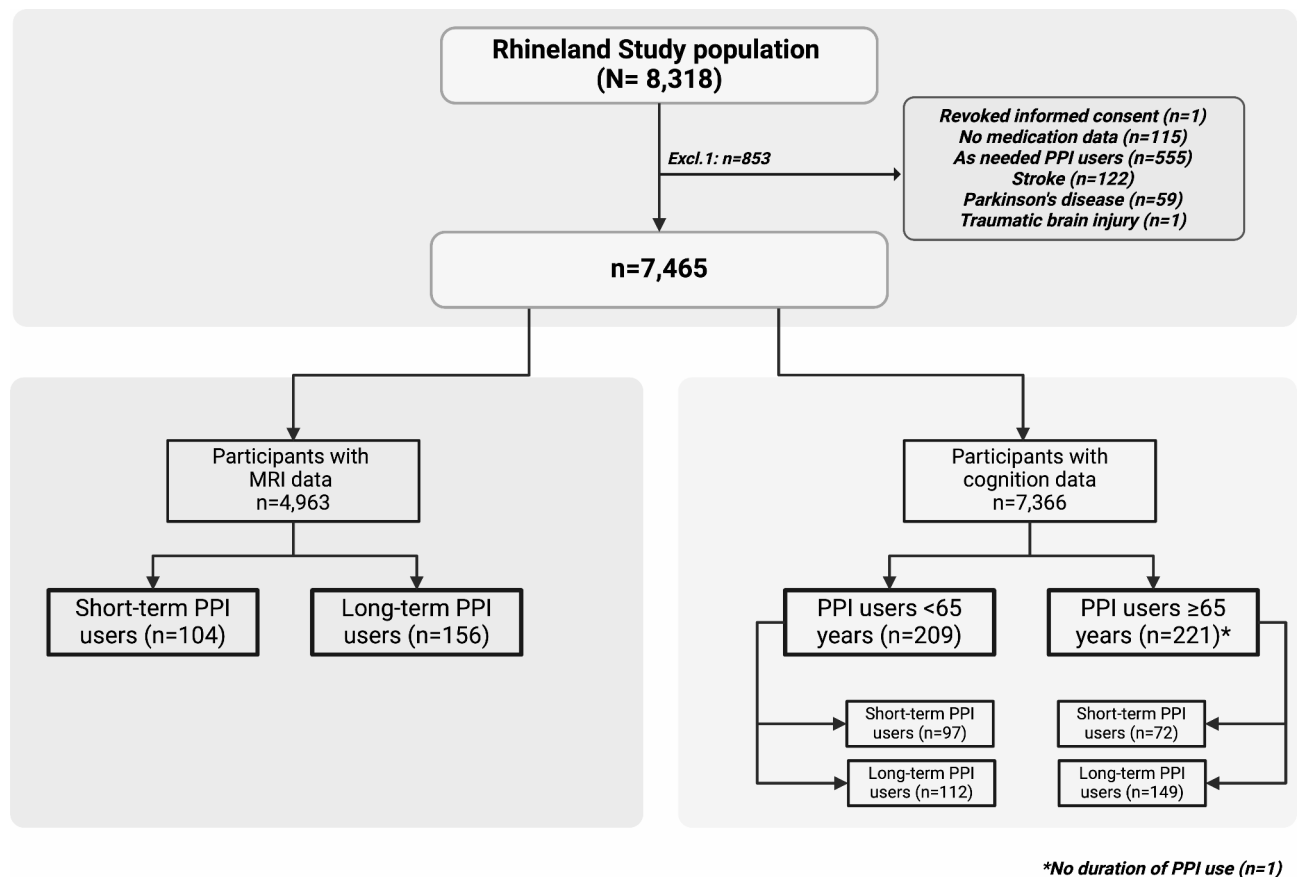 Rhineland Study population
(N= 8,318)
Revoked informed consent (n=1)
No medication data (n=115)
As needed PPI users (n=555)
Stroke (n=122)
Parkinson's disease (n=59)
Traumatic brain injury (n=1)
Excl.1: n=853
n=7,465
Participants with
MRI data
n=4,963
Short-term PPI
users (n=104)
Long-term PPI
users (n=156)
Participants with
cognition data
n=7,366
PPI users <65
years (n=209)
PPI users ≥65
years (n=221)*
Short-term PPI
users (n=97)
Long-term PPI
users (n=112)
Short-term PPI
users (n=72)
Long-term PPI
users (n=149)
*No duration of PPI use (n=1)